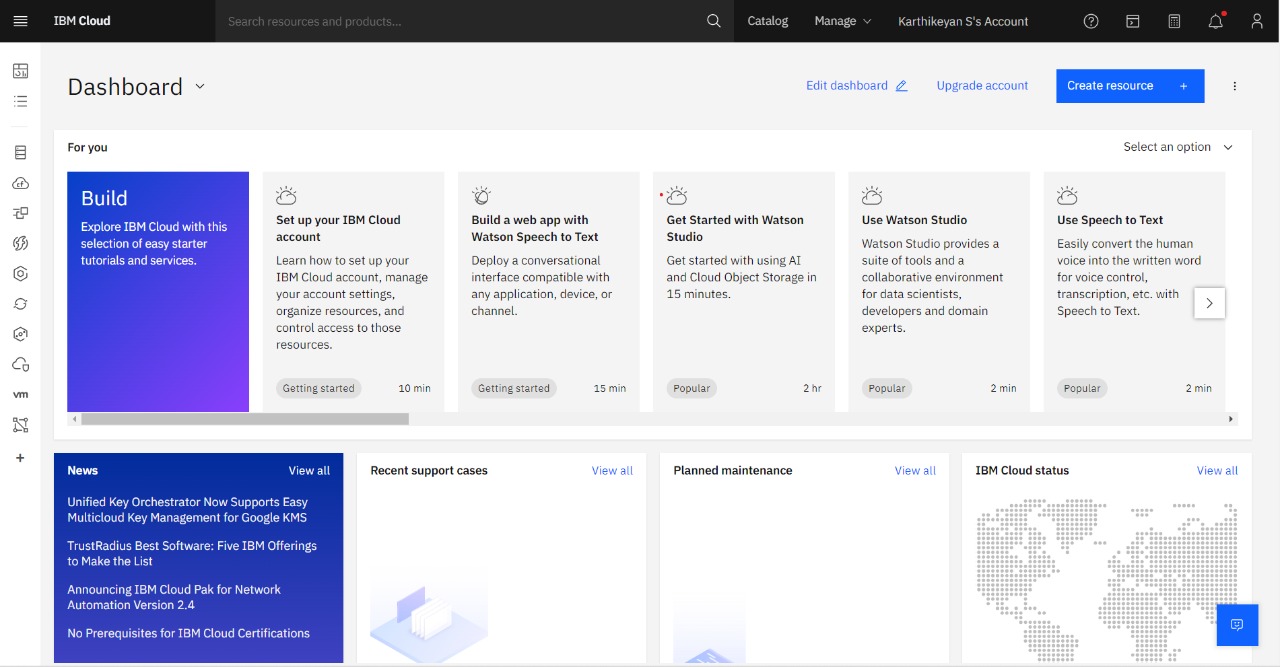 IBM Cloud
Search resources and products...
Catalog
Manage
Karthikeyan S's Account
Dashboard
Edit dashboard
Upgrade account
Create resource
For you
Select an option
Build
Explore IBM Cloud with this
selection of easy starter
tutorials and services.
Set up your IBM Cloud
account
Learn how to set up your
IBM Cloud account, manage
your account settings,
organize resources, and
control access to those
resources.
Getting started
10 min
Build a web app with
Watson Speech to Text
Deploy a conversational
interface compatible with
any application, device, or
channel.
Getting started
15 min
Get Started with Watson
Studio
Get started with using AI
and Cloud Object Storage in
15 minutes.
Popular
2 hr
Use Watson Studio
Watson Studio provides a
suite of tools and a
collaborative environment
for data scientists,
developers and domain
experts.
Popular
2 min
Use Speech to Text
Easily convert the human
voice into the written word
for voice control,
transcription, etc. with
Speech to Text.
Popular
2 min
vm
News
View all
Unified Key Orchestrator Now Supports Easy
Multicloud Key Management for Google KMS
TrustRadius Best Software: Five IBM Offerings
to Make the List
Announcing IBM Cloud Pak for Network
Automation Version 2.4
No Prerequisites for IBM Cloud Certifications
Recent support cases
View all
Planned maintenance
View all
IBM Cloud status
View all